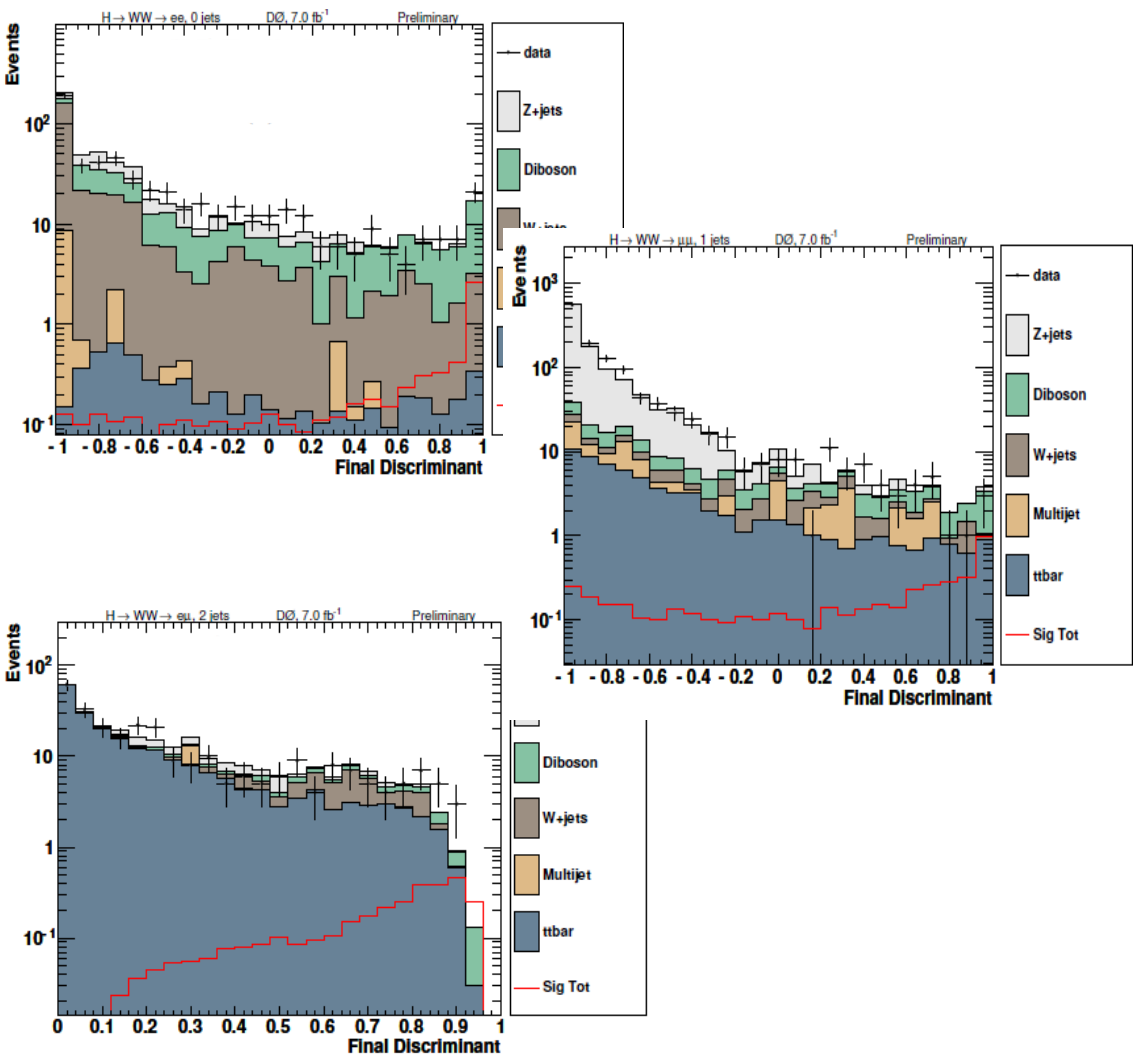 H → WW → ee, 0 jets DØ, 7.0 fb⁻¹ Preliminary
Events
10²
10
1
10⁻¹
- 1 - 0.8 - 0.6 - 0.4 - 0.2 0 0.2 0.4 0.6 0.8 1
Final Discriminant
data
Z+jets
Diboson
H → WW → μμ, 1 jets DØ, 7.0 fb⁻¹ Preliminary
Events
10³
10²
10
1
10⁻¹
- 1 - 0.8 - 0.6 - 0.4 - 0.2 0 0.2 0.4 0.6 0.8 1
Final Discriminant
data
Z+jets
Diboson
W+jets
Multijet
ttbar
Sig Tot
H → WW → eμ, 2 jets DØ, 7.0 fb⁻¹ Preliminary
Events
10²
10
1
10⁻¹
0 0.1 0.2 0.3 0.4 0.5 0.6 0.7 0.8 0.9 1
Final Discriminant
Diboson
W+jets
Multijet
ttbar
Sig Tot